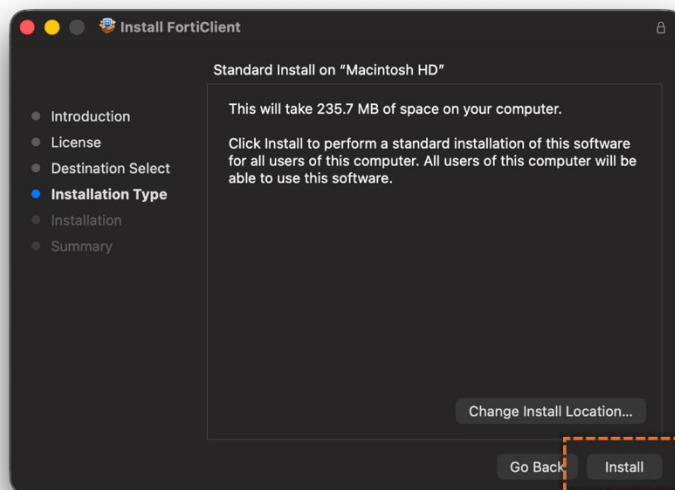 Install FortiClient
Standard Install on “Macintosh HD”
Introduction
License
Destination Select
Installation Type
Installation
Summary
This will take 235.7 MB of space on your computer.
Click Install to perform a standard installation of this software
for all users of this computer. All users of this computer will be
able to use this software.
Change Install Location...
Go Back
Install